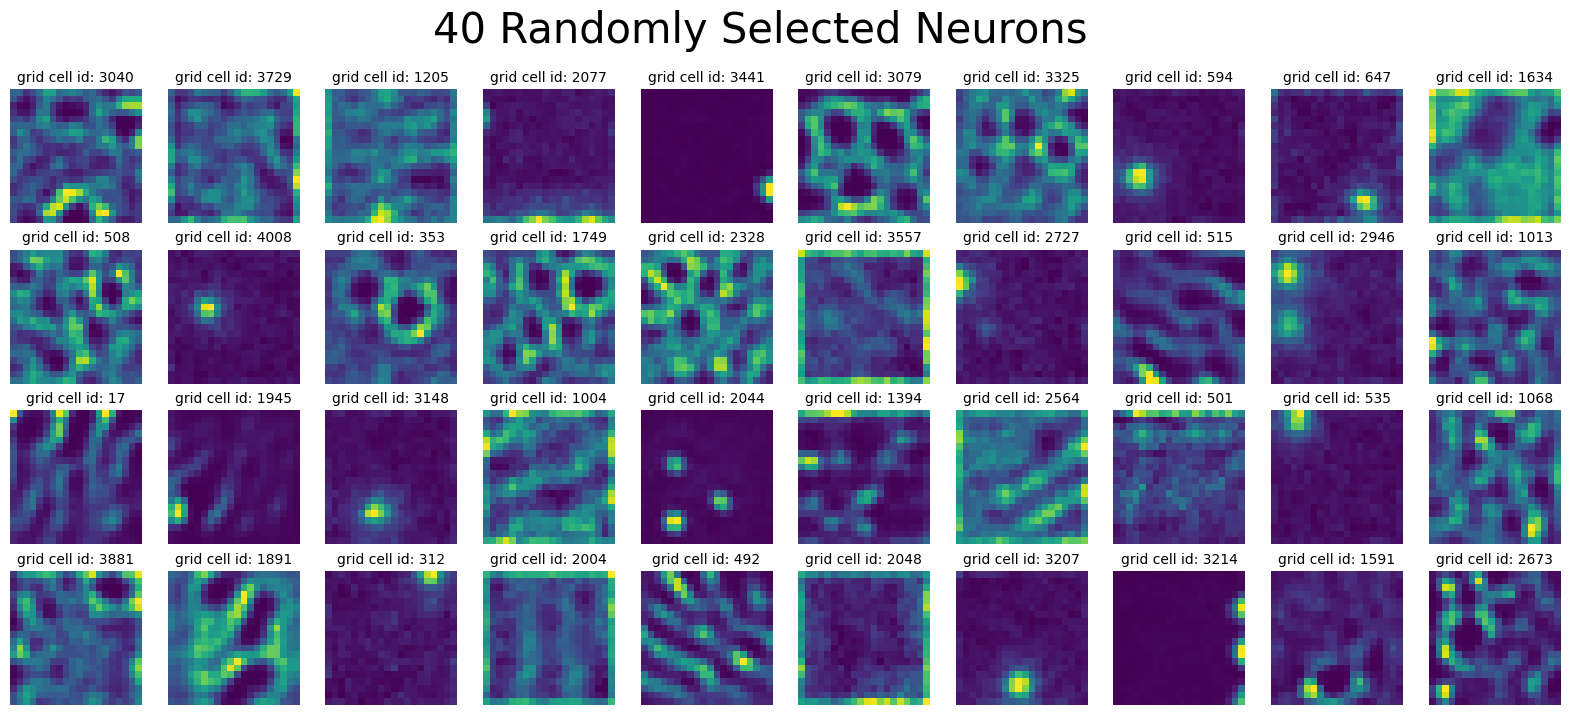 40 Randomly Selected Neurons
grid cell id: 3040 grid cell id: 3729 grid cell id: 1205 grid cell id: 2077 grid cell id: 3441 grid cell id: 3079 grid cell id: 3325 grid cell id: 594 grid cell id: 647 grid cell id: 1634
grid cell id: 508 grid cell id: 4008 grid cell id: 353 grid cell id: 1749 grid cell id: 2328 grid cell id: 3557 grid cell id: 2727 grid cell id: 515 grid cell id: 2946 grid cell id: 1013
grid cell id: 17 grid cell id: 1945 grid cell id: 3148 grid cell id: 1004 grid cell id: 2044 grid cell id: 1394 grid cell id: 2564 grid cell id: 501 grid cell id: 535 grid cell id: 1068
grid cell id: 3881 grid cell id: 1891 grid cell id: 312 grid cell id: 2004 grid cell id: 492 grid cell id: 2048 grid cell id: 3207 grid cell id: 3214 grid cell id: 1591 grid cell id: 2673